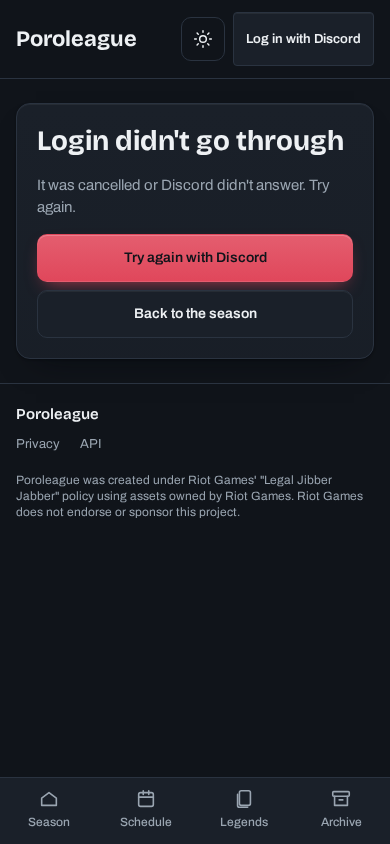 Poroleague
Log in with Discord
Login didn't go through
It was cancelled or Discord didn't answer. Try
again.
Try again with Discord
Back to the season
Poroleague
Privacy API
Poroleague was created under Riot Games' "Legal Jibber
Jabber" policy using assets owned by Riot Games. Riot Games
does not endorse or sponsor this project.
Season Schedule Legends Archive